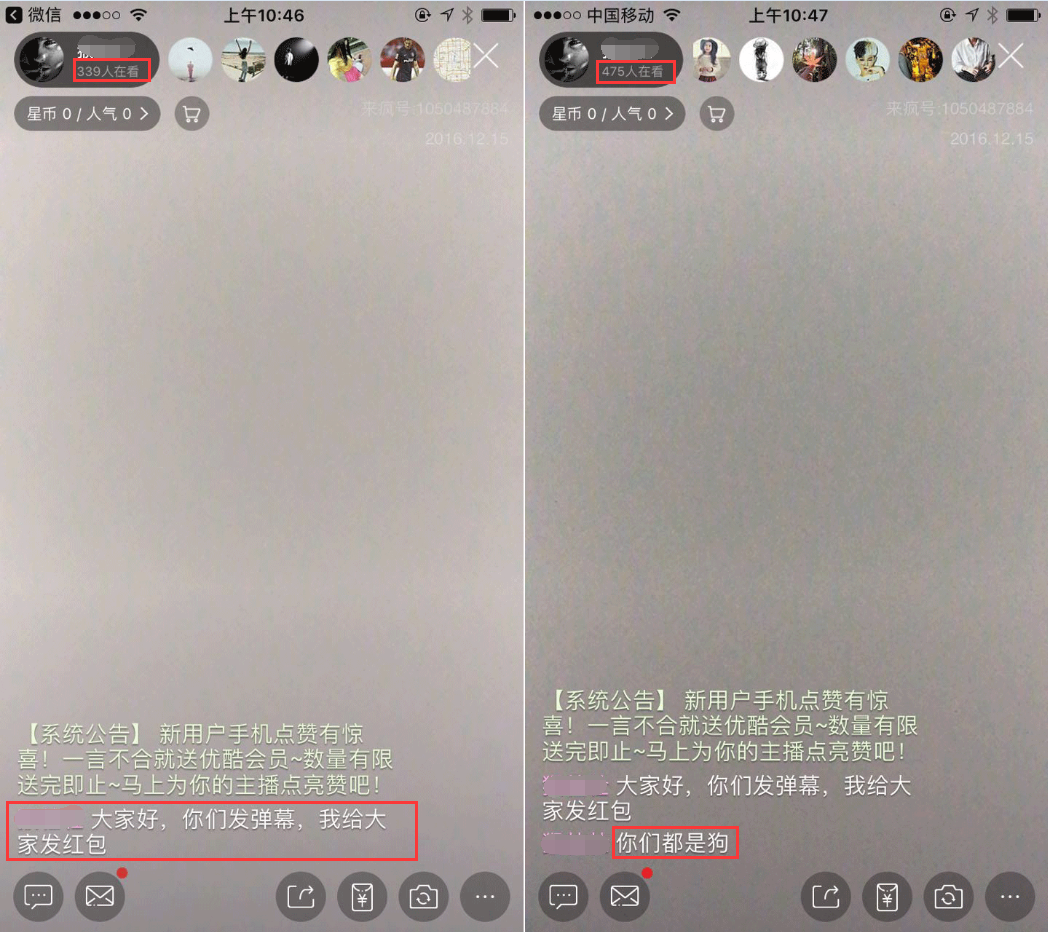 微信
上午10:46
339人在看
星币 0 / 人气 0
来疯号:1050487884
2016.12.15
【系统公告】 新用户手机点赞有惊
喜！一言不合就送优酷会员~数量有限
送完即止~马上为你的主播点亮赞吧！
大家好，你们发弹幕，我给大
家发红包
中国移动
上午10:47
475人在看
星币 0 / 人气 0
来疯号:1050487884
2016.12.15
【系统公告】 新用户手机点赞有惊
喜！一言不合就送优酷会员~数量有限
送完即止~马上为你的主播点亮赞吧！
大家好，你们发弹幕，我给大
家发红包
你们都是狗